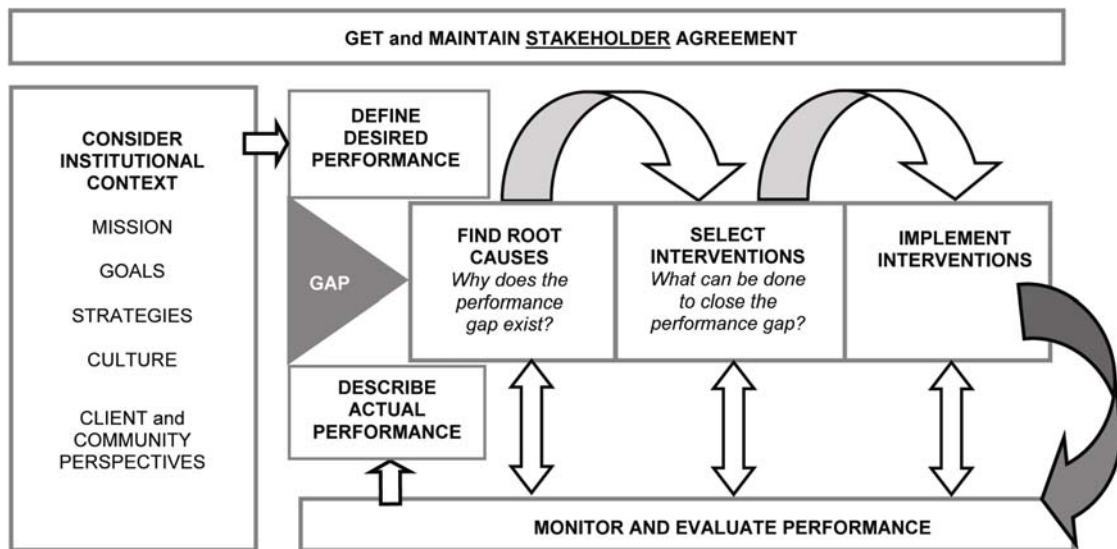 GET and MAINTAIN STAKEHOLDER AGREEMENT
CONSIDER
INSTITUTIONAL
CONTEXT
MISSION
GOALS
STRATEGIES
CULTURE
CLIENT and
COMMUNITY
PERSPECTIVES
DEFINE
DESIRED
PERFORMANCE
GAP
DESCRIBE
ACTUAL
PERFORMANCE
FIND ROOT
CAUSES
Why does the
performance
gap exist?
SELECT
INTERVENTIONS
What can be done
to close the
performance gap?
IMPLEMENT
INTERVENTIONS
MONITOR AND EVALUATE PERFORMANCE